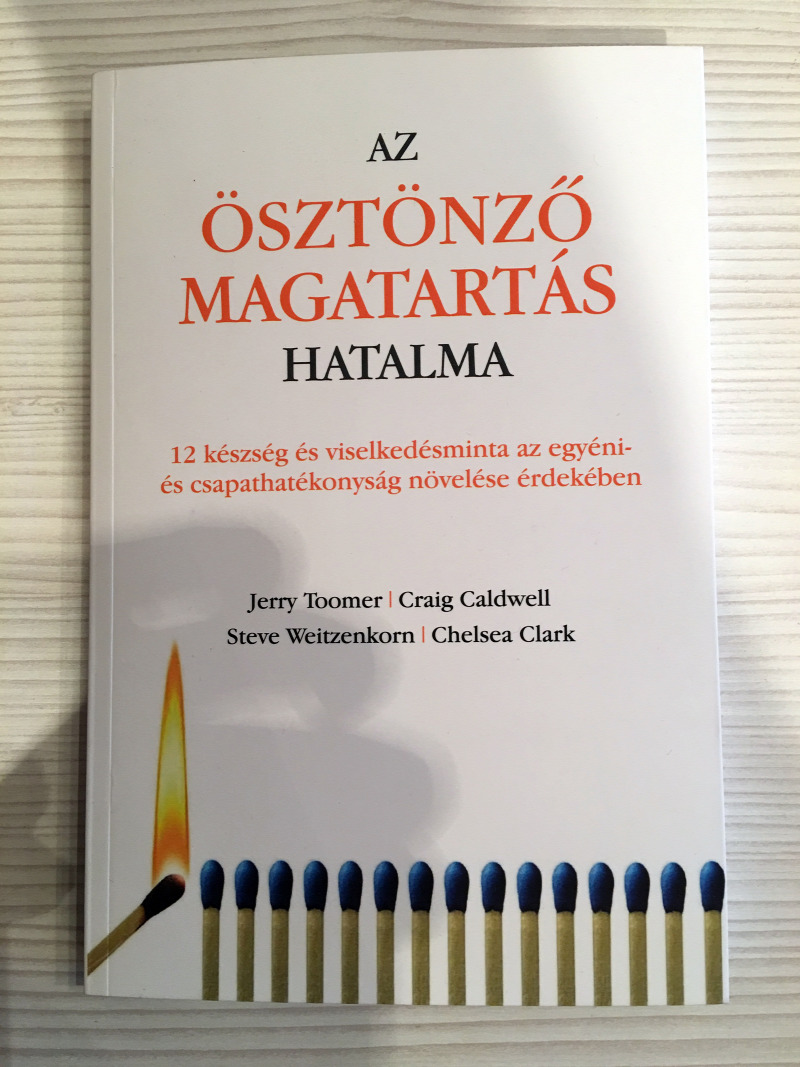 AZ
ÖSZTÖNZŐ
MAGATARTÁS
HATALMA
12 készség és viselkedésminta az egyéni-
és csapathatékonyság növelése érdekében
Jerry Toomer | Craig Caldwell
Steve Weitzenkorn | Chelsea Clark